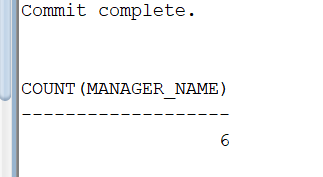 Commit complete.
COUNT(MANAGER_NAME)
-------------------
6